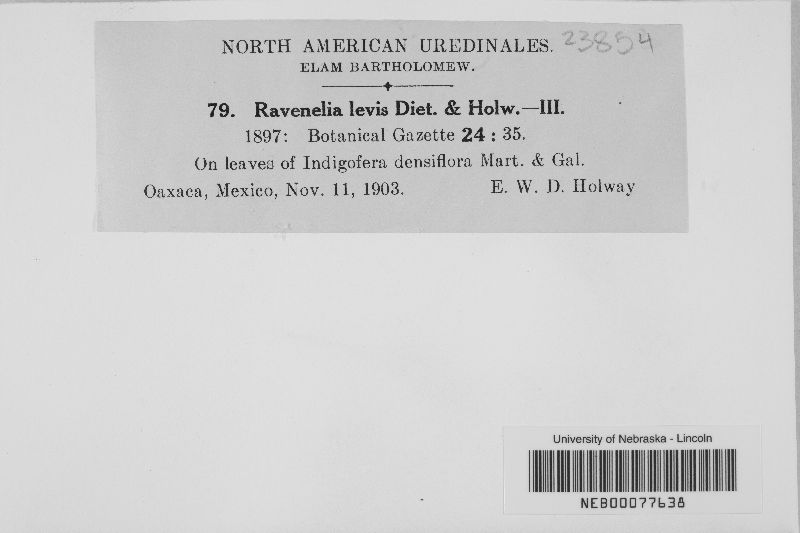 NORTH AMERICAN UREDINALES. 23854
ELAM BARTHOLOMEW.
79. Ravenelia levis Diet. & Holw.—III.
1897: Botanical Gazette 24 : 35.
On leaves of Indigofera densiflora Mart. & Gal.
Oaxaca, Mexico, Nov. 11, 1903. E. W. D. Holway
University of Nebraska - Lincoln
NEB00077638